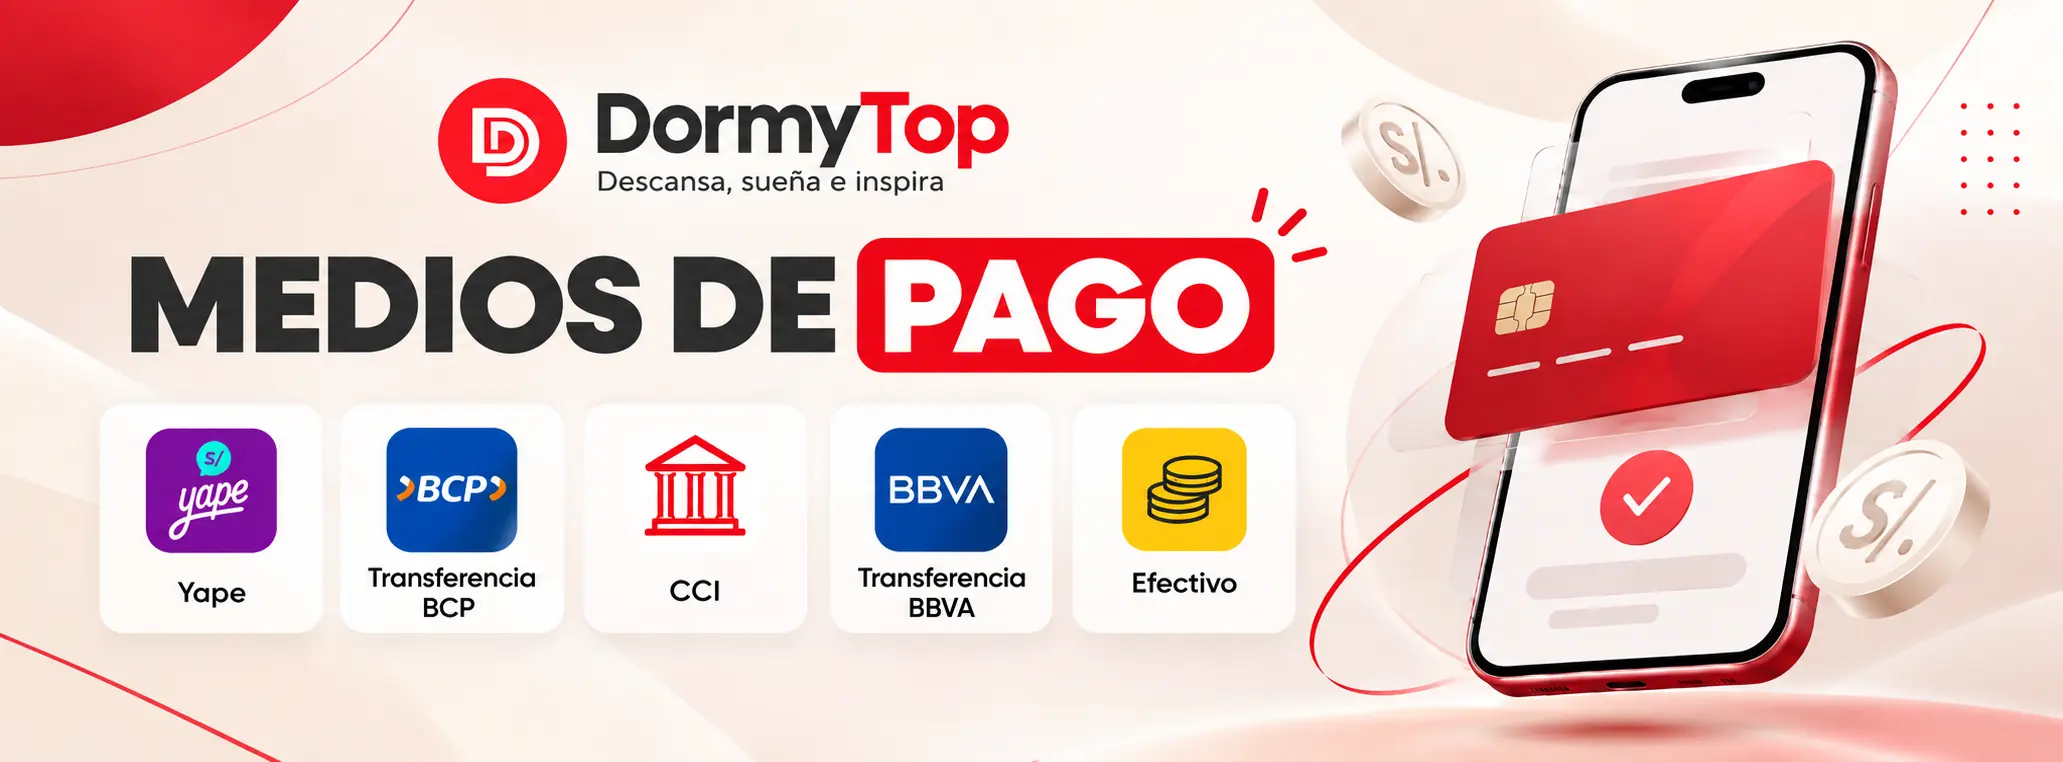 DormyTop
Descansa, sueña e inspira
MEDIOS DE PAGO
S/
yape
Yape
BCP
Transferencia
BCP
CCI
BBVA
Transferencia
BBVA
Efectivo
S/.
S/.